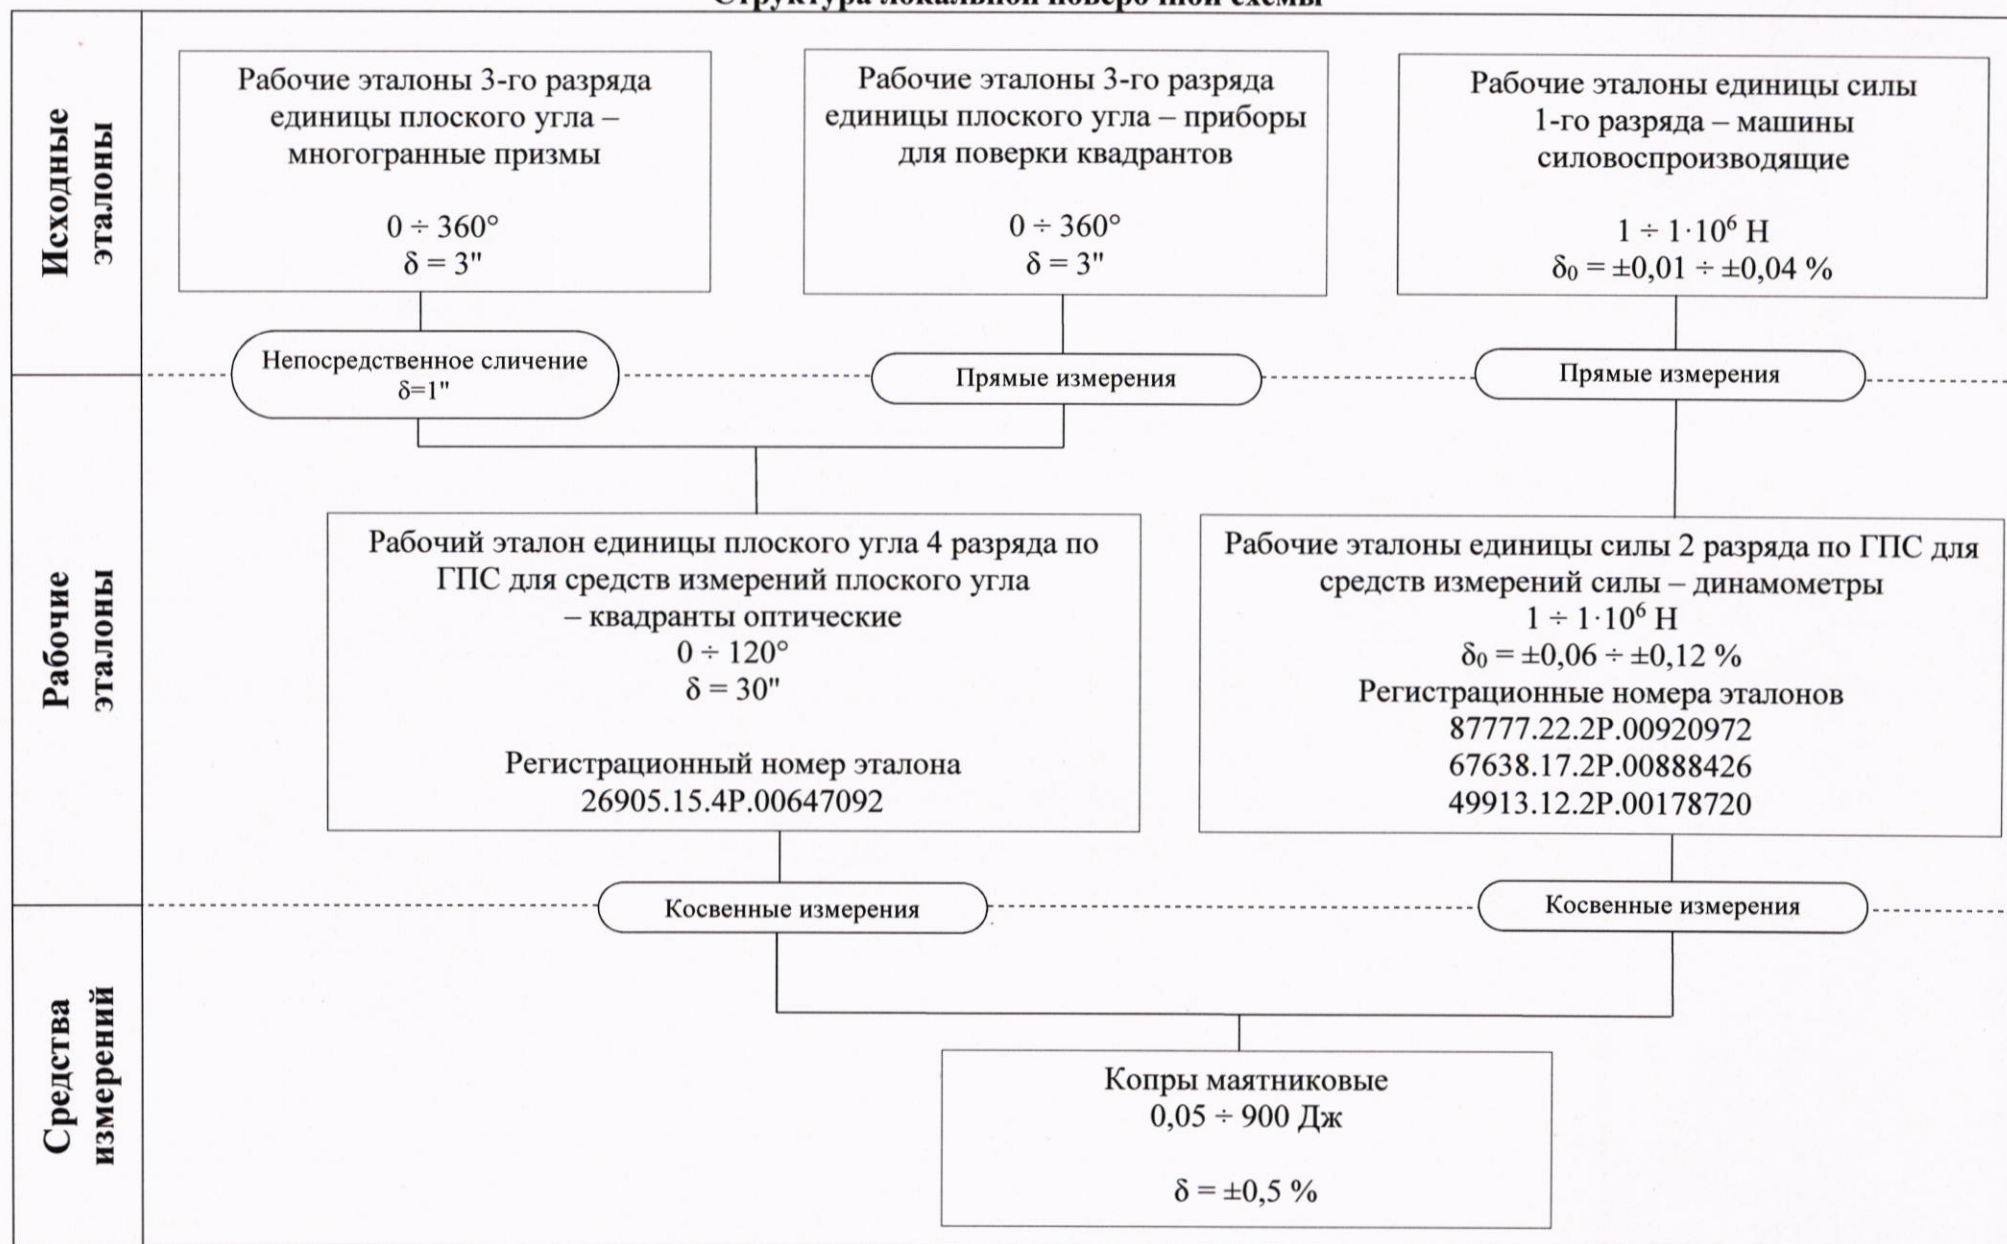 Структура локальной поверочной схемы
Исходные
эталоны
Рабочие эталоны 3-го разряда
единицы плоского угла –
многогранные призмы
0 ÷ 360°
δ = 3"
Рабочие эталоны 3-го разряда
единицы плоского угла – приборы
для поверки квадрантов
0 ÷ 360°
δ = 3"
Рабочие эталоны единицы силы
1-го разряда – машины
силовоспроизводящие
1 ÷ 1·10⁶ Н
δ₀ = ±0,01 ÷ ±0,04 %
Непосредственное сличение
δ=1"
Прямые измерения
Прямые измерения
Рабочие
эталоны
Рабочий эталон единицы плоского угла 4 разряда по
ГПС для средств измерений плоского угла
– квадранты оптические
0 ÷ 120°
δ = 30"
Регистрационный номер эталона
26905.15.4Р.00647092
Рабочие эталоны единицы силы 2 разряда по ГПС для
средств измерений силы – динамометры
1 ÷ 1·10⁶ Н
δ₀ = ±0,06 ÷ ±0,12 %
Регистрационные номера эталонов
87777.22.2Р.00920972
67638.17.2Р.00888426
49913.12.2Р.00178720
Косвенные измерения
Косвенные измерения
Средства
измерений
Копры маятниковые
0,05 ÷ 900 Дж
δ = ±0,5 %